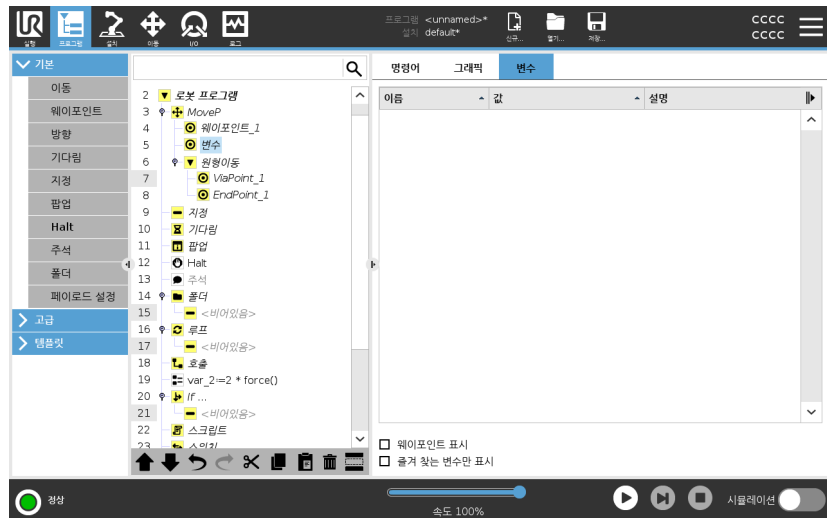 UR
실행
프로그램
설치
이동
I/O
로그
프로그램 <unnamed>*
설치 default*
신규...
열기...
저장...
cccc
cccc
기본
이동
웨이포인트
방향
기다림
지정
팝업
Halt
주석
폴더
페이로드 설정
고급
템플릿
2 로봇 프로그램
3 MoveP
4 웨이포인트_1
5 변수
6 원형이동
7 ViaPoint_1
8 EndPoint_1
9 지정
10 기다림
11 팝업
12 Halt
13 주석
14 폴더
15 <비어있음>
16 루프
17 <비어있음>
18 호출
19 var_2≔2 * force()
20 If ...
21 <비어있음>
22 스크립트
23 스위치
명령어 그래픽 변수
이름 값 설명
웨이포인트 표시
즐겨 찾는 변수만 표시
정상
속도 100%
시뮬레이션